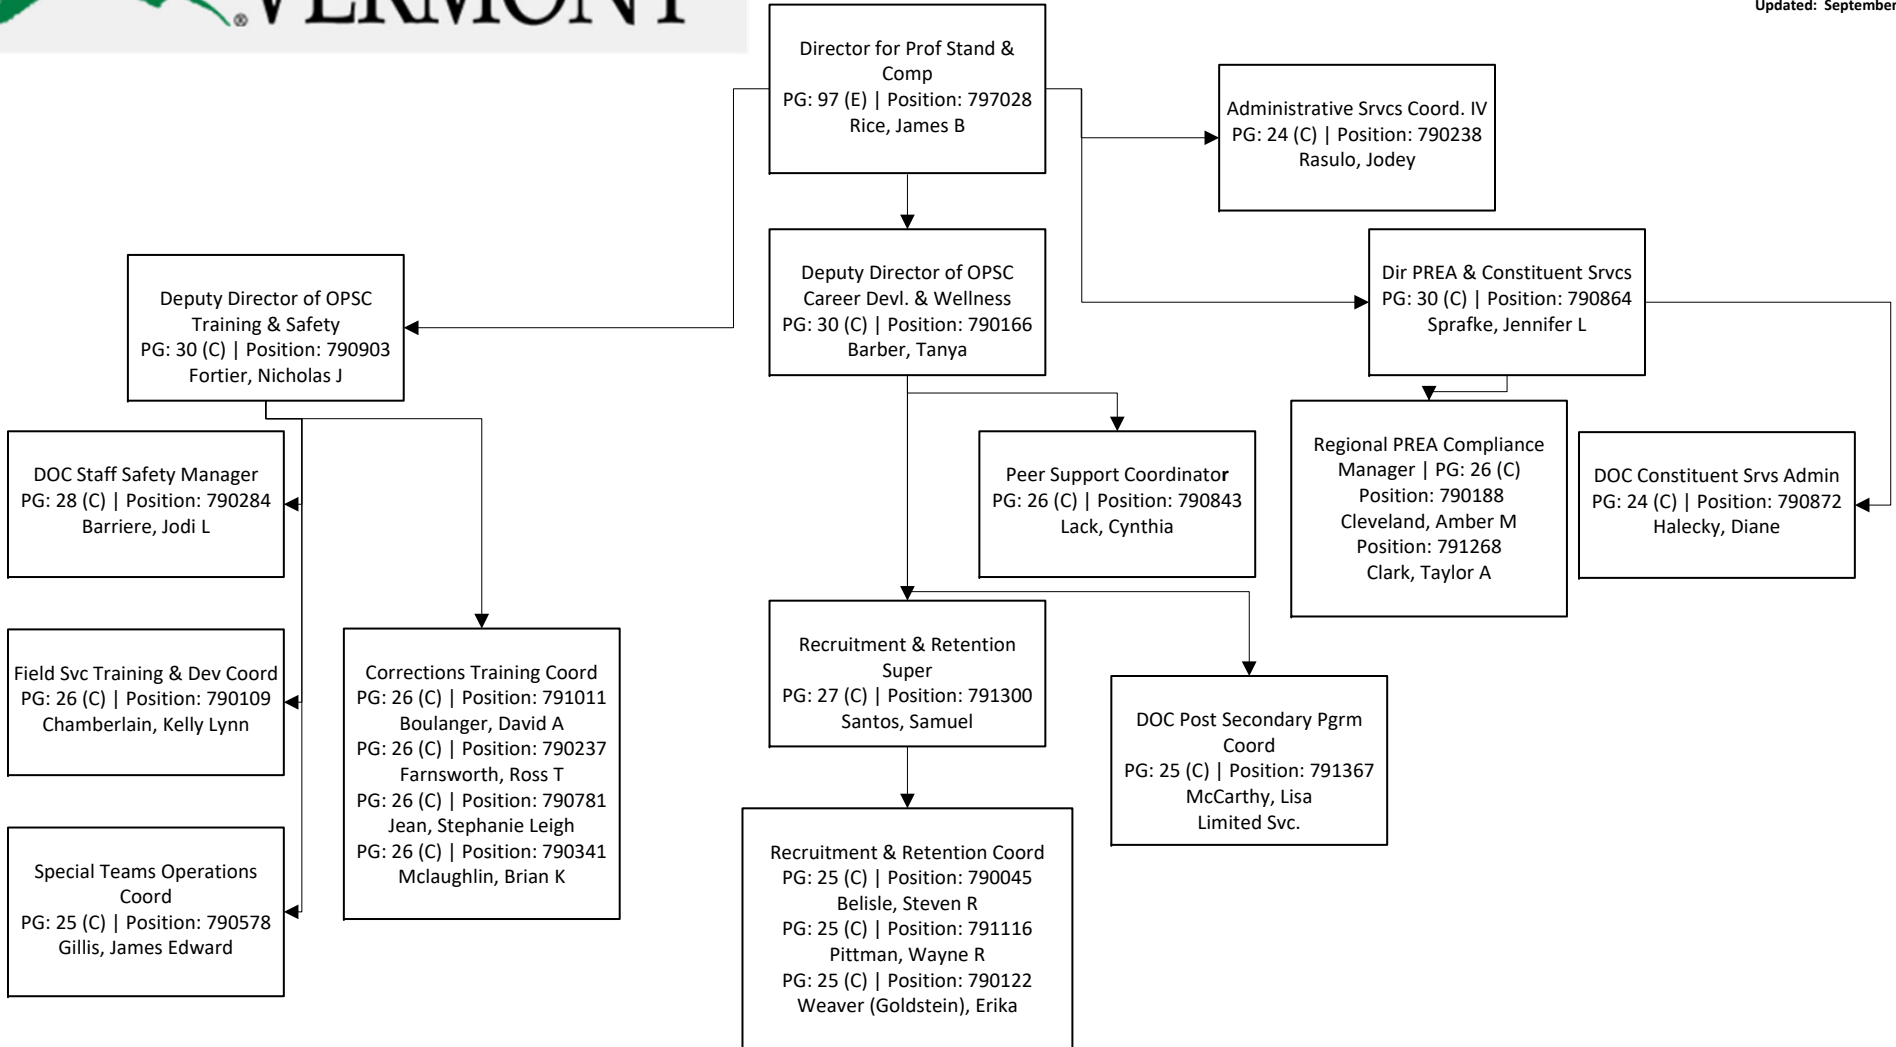 VERMONT
®
Updated: September
Director for Prof Stand &
Comp
PG: 97 (E) | Position: 797028
Rice, James B
Administrative Srvcs Coord. IV
PG: 24 (C) | Position: 790238
Rasulo, Jodey
Deputy Director of OPSC
Training & Safety
PG: 30 (C) | Position: 790903
Fortier, Nicholas J
Deputy Director of OPSC
Career Devl. & Wellness
PG: 30 (C) | Position: 790166
Barber, Tanya
Dir PREA & Constituent Srvcs
PG: 30 (C) | Position: 790864
Sprafke, Jennifer L
DOC Staff Safety Manager
PG: 28 (C) | Position: 790284
Barriere, Jodi L
Peer Support Coordinator
PG: 26 (C) | Position: 790843
Lack, Cynthia
Regional PREA Compliance
Manager | PG: 26 (C)
Position: 790188
Cleveland, Amber M
Position: 791268
Clark, Taylor A
DOC Constituent Srvs Admin
PG: 24 (C) | Position: 790872
Halecky, Diane
Field Svc Training & Dev Coord
PG: 26 (C) | Position: 790109
Chamberlain, Kelly Lynn
Corrections Training Coord
PG: 26 (C) | Position: 791011
Boulanger, David A
PG: 26 (C) | Position: 790237
Farnsworth, Ross T
PG: 26 (C) | Position: 790781
Jean, Stephanie Leigh
PG: 26 (C) | Position: 790341
Mclaughlin, Brian K
Recruitment & Retention
Super
PG: 27 (C) | Position: 791300
Santos, Samuel
DOC Post Secondary Pgrm
Coord
PG: 25 (C) | Position: 791367
McCarthy, Lisa
Limited Svc.
Special Teams Operations
Coord
PG: 25 (C) | Position: 790578
Gillis, James Edward
Recruitment & Retention Coord
PG: 25 (C) | Position: 790045
Belisle, Steven R
PG: 25 (C) | Position: 791116
Pittman, Wayne R
PG: 25 (C) | Position: 790122
Weaver (Goldstein), Erika